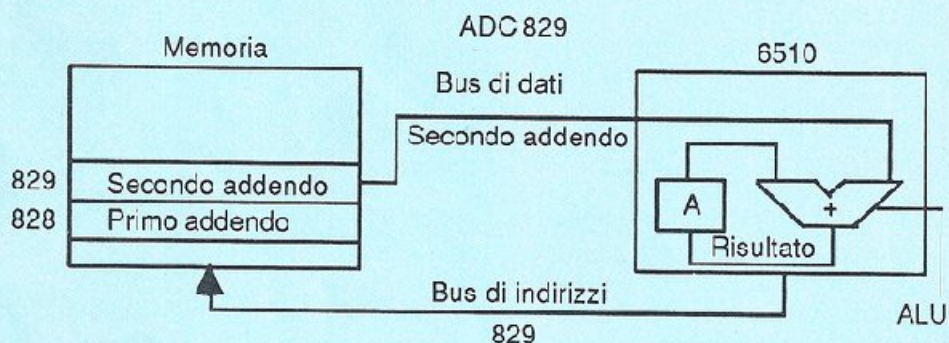 ADC 829
Memoria
6510
Bus di dati
Secondo addendo
829
Secondo addendo
828
Primo addendo
A
+
Risultato
Bus di indirizzi
829
ALU